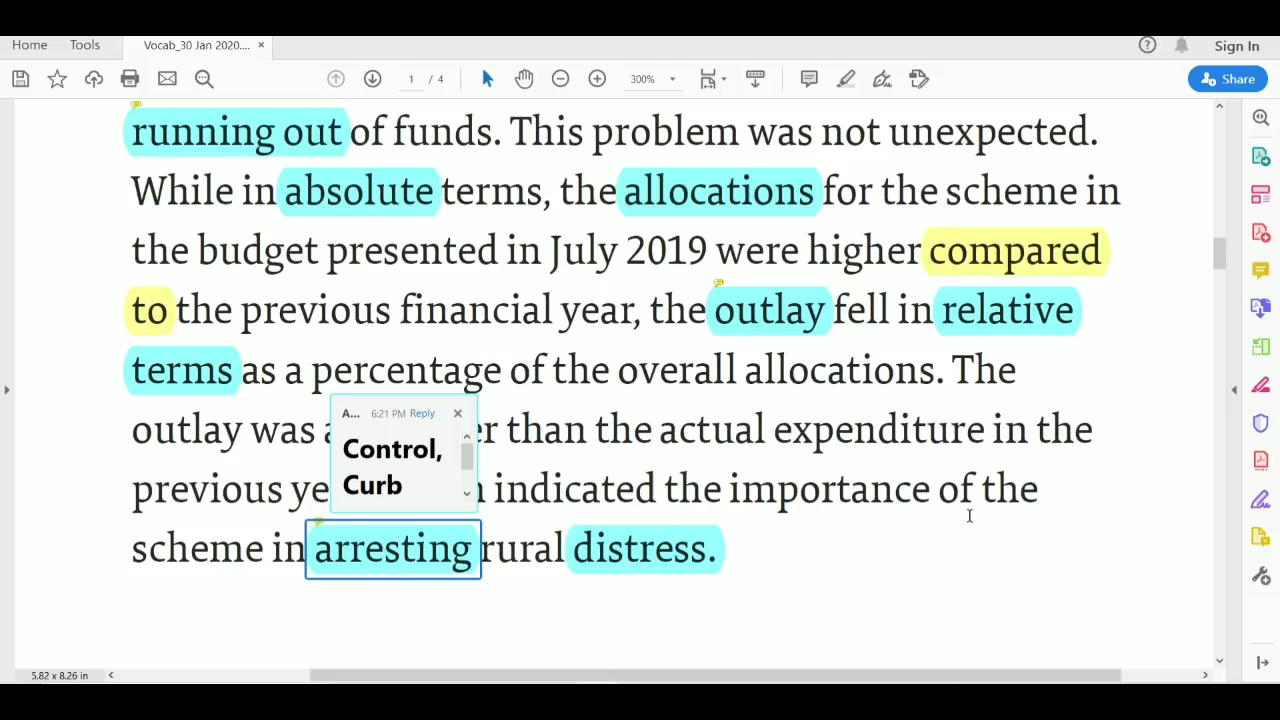 Home Tools Vocab_30 Jan 2020.... × Sign In
1 / 4 300% Share
running out of funds. This problem was not unexpected.
While in absolute terms, the allocations for the scheme in
the budget presented in July 2019 were higher compared
to the previous financial year, the outlay fell in relative
terms as a percentage of the overall allocations. The
A... 6:21 PM Reply ×
outlay was than the actual expenditure in the
Control,
Curb
previous indicated the importance of the
scheme in arresting rural distress.
5.82 x 8.26 in